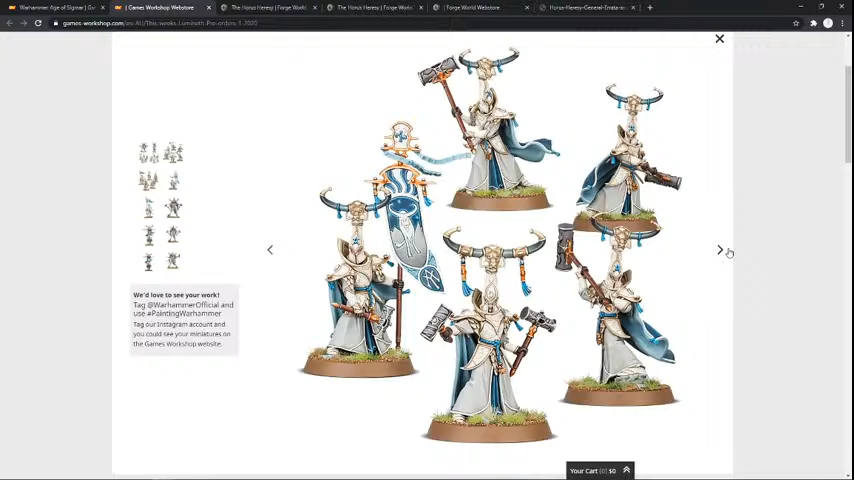 Warhammer Age of Sigmar | Ga
| Games Workshop Webstore
The Horus Heresy | Forge World
The Horus Heresy | Forge World
| Forge World Webstore
Horus-Heresy-General-Errata-an
games-workshop.com/en-AU/This-weeks-Lumineth-Pre-orders-1-2020
We'd love to see your work!
Tag @WarhammerOfficial and
use #PaintingWarhammer
Tag our Instagram account and
you could see your miniatures on
the Games Workshop website.
Your Cart (0) $0